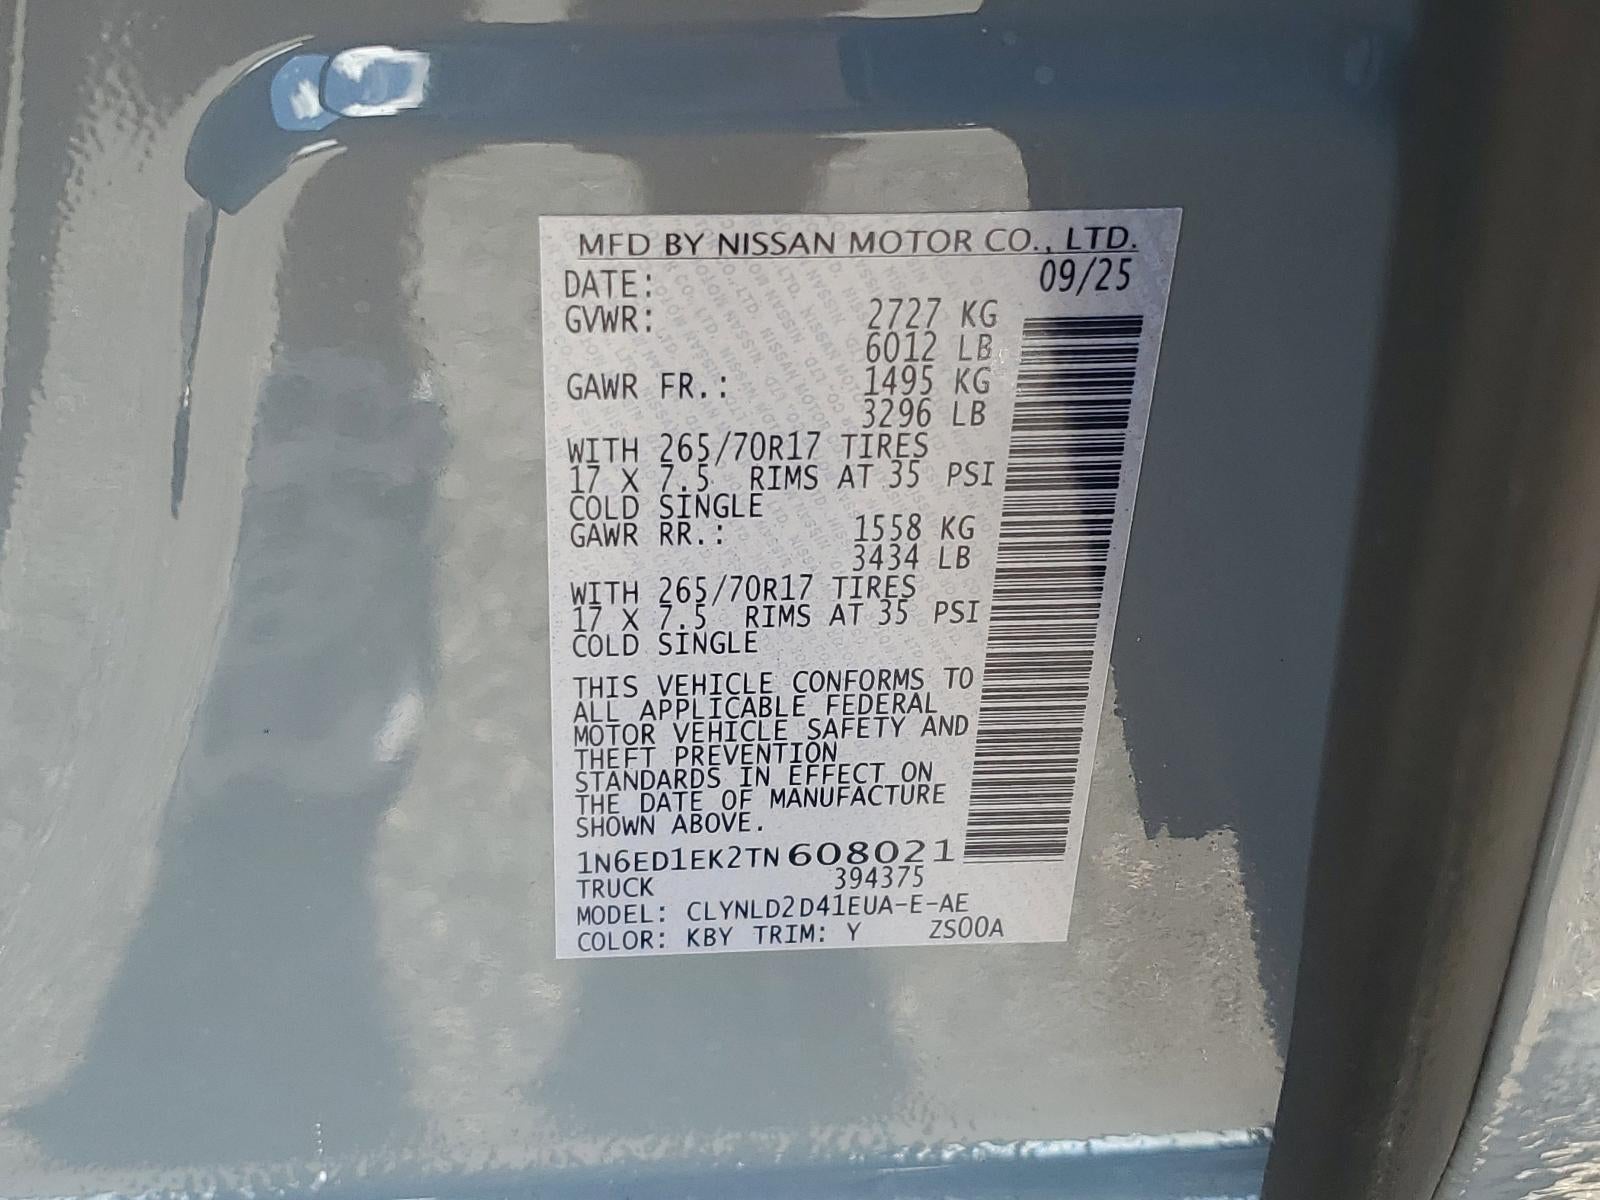 MFD BY NISSAN MOTOR CO., LTD.
DATE: 09/25
GVWR: 2727 KG
6012 LB
GAWR FR.: 1495 KG
3296 LB
WITH 265/70R17 TIRES
17 X 7.5 RIMS AT 35 PSI
COLD SINGLE
GAWR RR.: 1558 KG
3434 LB
WITH 265/70R17 TIRES
17 X 7.5 RIMS AT 35 PSI
COLD SINGLE
THIS VEHICLE CONFORMS TO
ALL APPLICABLE FEDERAL
MOTOR VEHICLE SAFETY AND
THEFT PREVENTION
STANDARDS IN EFFECT ON
THE DATE OF MANUFACTURE
SHOWN ABOVE.
1N6ED1EK2TN608021
TRUCK 394375
MODEL: CLYNLD2D41EUA-E-AE
COLOR: KBY TRIM: Y ZS00A